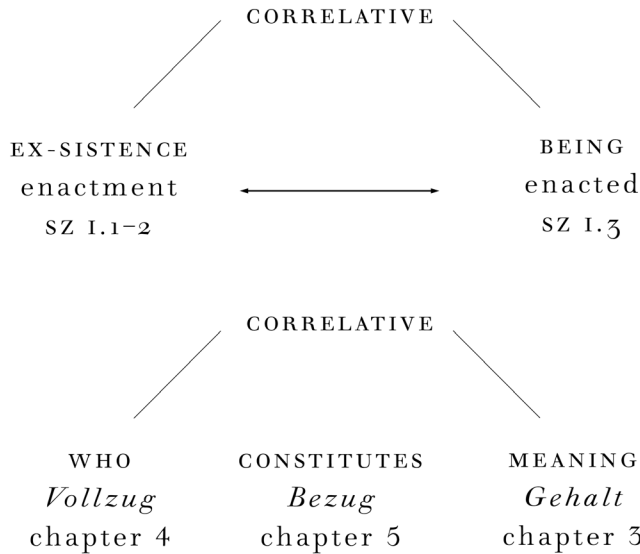 CORRELATIVE
EX-SISTENCE BEING
enactment enacted
SZ I.1–2 SZ I.3
CORRELATIVE
WHO CONSTITUTES MEANING
Vollzug Bezug Gehalt
chapter 4 chapter 5 chapter 3